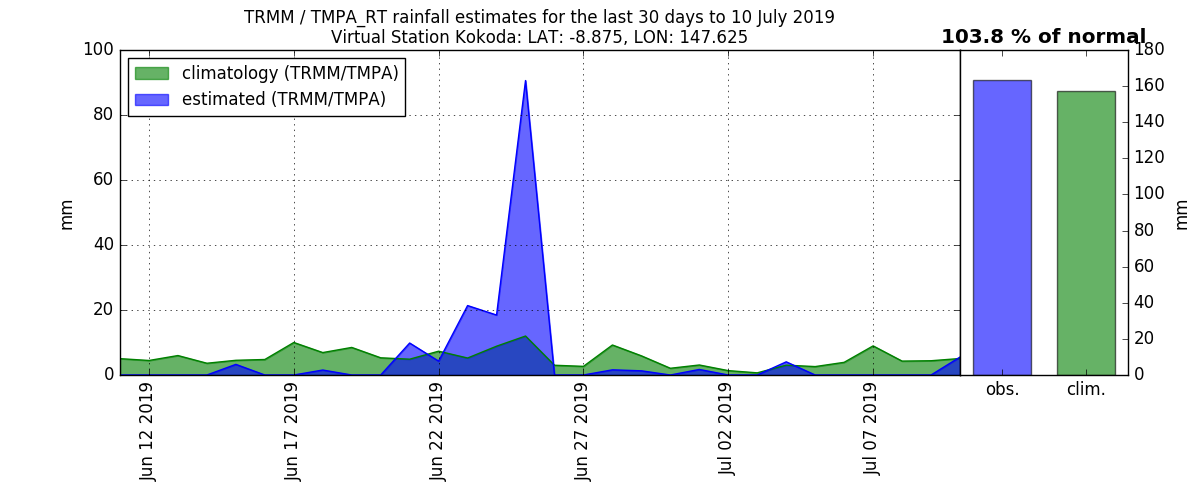 TRMM / TMPA_RT rainfall estimates for the last 30 days to 10 July 2019
Virtual Station Kokoda: LAT: -8.875, LON: 147.625
103.8 % of normal
climatology (TRMM/TMPA)
estimated (TRMM/TMPA)
100
80
60
40
20
0
mm
Jun 12 2019
Jun 17 2019
Jun 22 2019
Jun 27 2019
Jul 02 2019
Jul 07 2019
obs.
clim.
180
160
140
120
100
80
60
40
20
0
mm